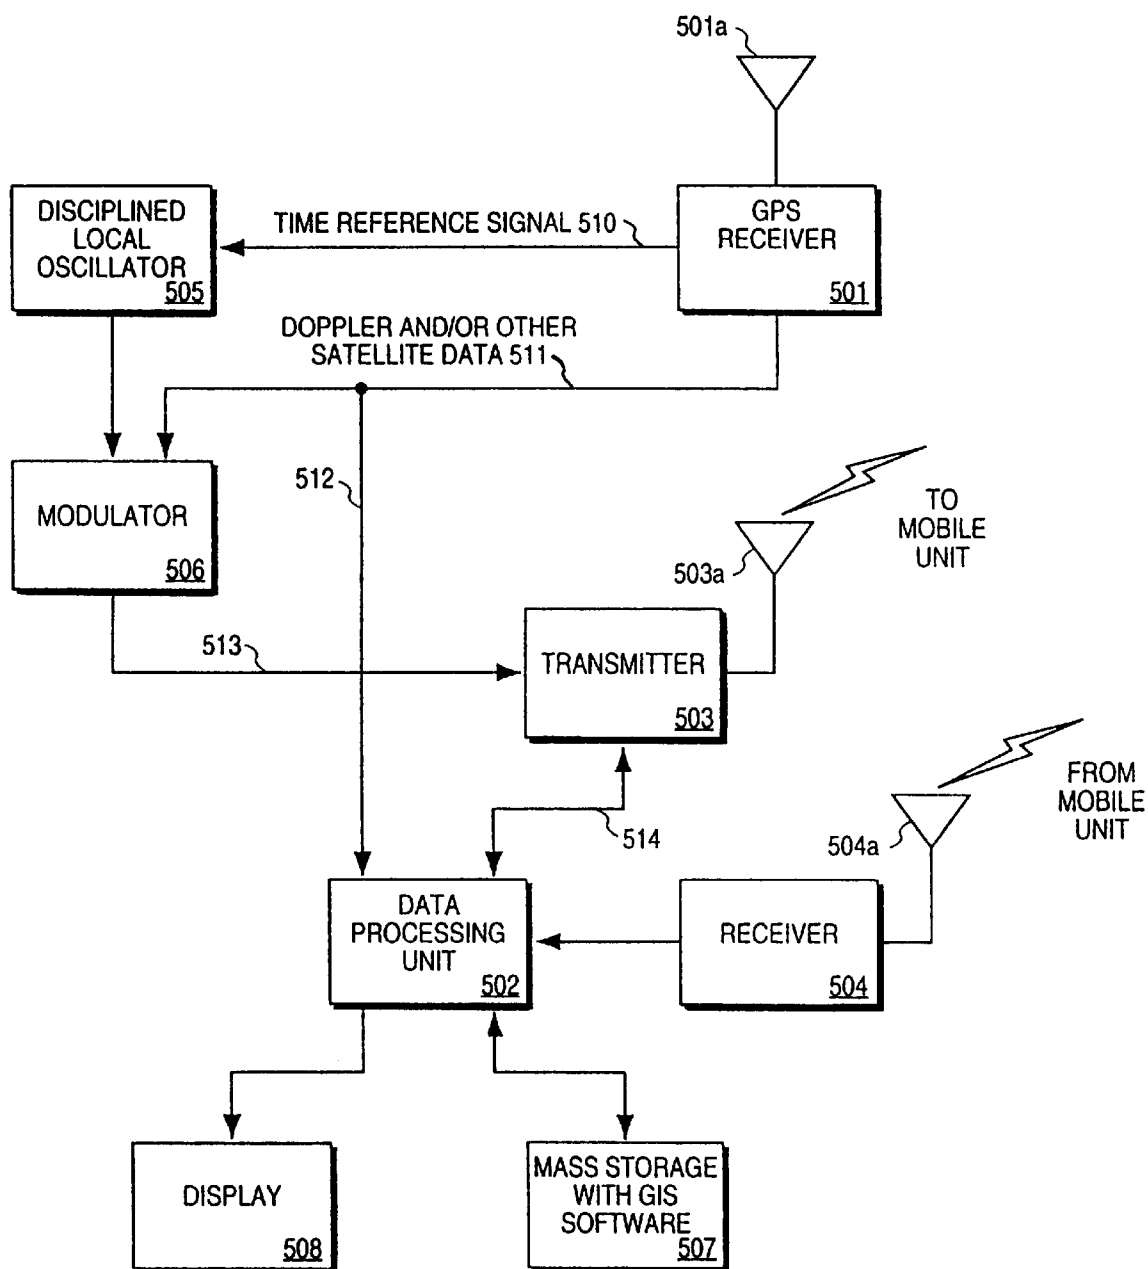 501a
DISCIPLINED
LOCAL
OSCILLATOR
505
TIME REFERENCE SIGNAL 510
GPS
RECEIVER
501
DOPPLER AND/OR OTHER
SATELLITE DATA 511
MODULATOR
506
512
TO
MOBILE
UNIT
503a
513
TRANSMITTER
503
FROM
MOBILE
UNIT
504a
514
DATA
PROCESSING
UNIT
502
RECEIVER
504
DISPLAY
508
MASS STORAGE
WITH GIS
SOFTWARE
507